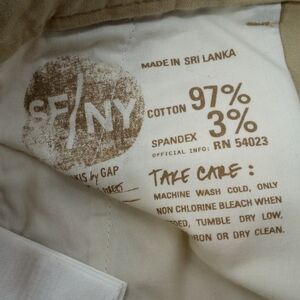 SF/NY
MADE IN SRI LANKA
COTTON 97%
SPANDEX 3%
OFFICIAL INFO: RN 54023
by GAP
TAKE CARE:
MACHINE WASH COLD, ONLY
NON CHLORINE BLEACH WHEN
TUMBLE DRY LOW,
OR DRY CLEAN.